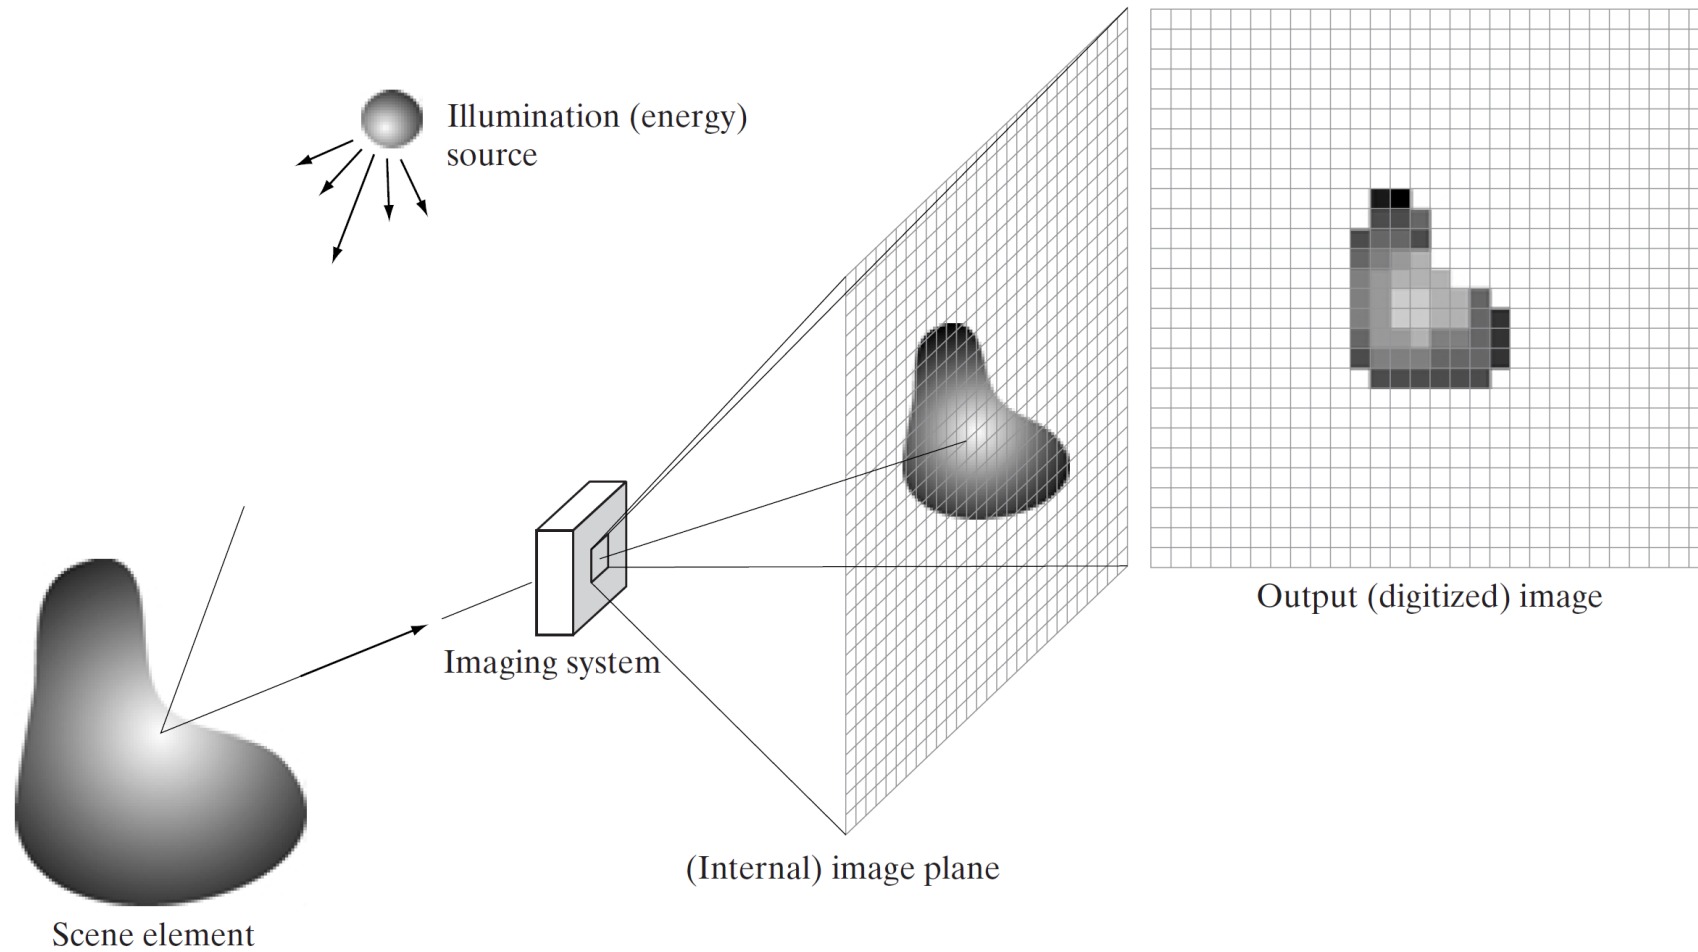 Illumination (energy)
source
Output (digitized) image
Imaging system
(Internal) image plane
Scene element